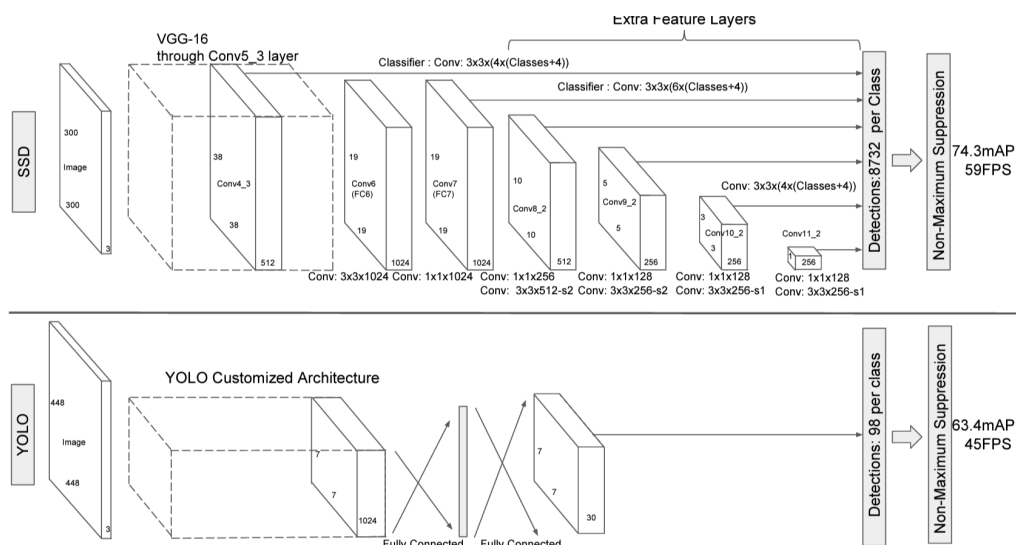 Extra Feature Layers
VGG-16
through Conv5_3 layer
Classifier : Conv: 3x3x(4x(Classes+4))
Classifier : Conv: 3x3x(6x(Classes+4))
SSD
300
Image
300
3
38
Conv4_3
38
512
19
Conv6
(FC6)
19
1024
19
Conv7
(FC7)
19
1024
10
Conv8_2
10
512
5
Conv9_2
5
256
Conv: 3x3x(4x(Classes+4))
3
Conv10_2
3
256
Conv11_2
1
256
Conv: 3x3x1024
Conv: 1x1x1024
Conv: 1x1x256
Conv: 3x3x512-s2
Conv: 1x1x128
Conv: 3x3x256-s2
Conv: 1x1x128
Conv: 3x3x256-s1
Conv: 1x1x128
Conv: 3x3x256-s1
Detections:8732 per Class
Non-Maximum Suppression
74.3mAP
59FPS
YOLO
448
Image
448
3
YOLO Customized Architecture
7
7
1024
Fully Connected
Fully Connected
7
7
30
Detections: 98 per class
Non-Maximum Suppression
63.4mAP
45FPS